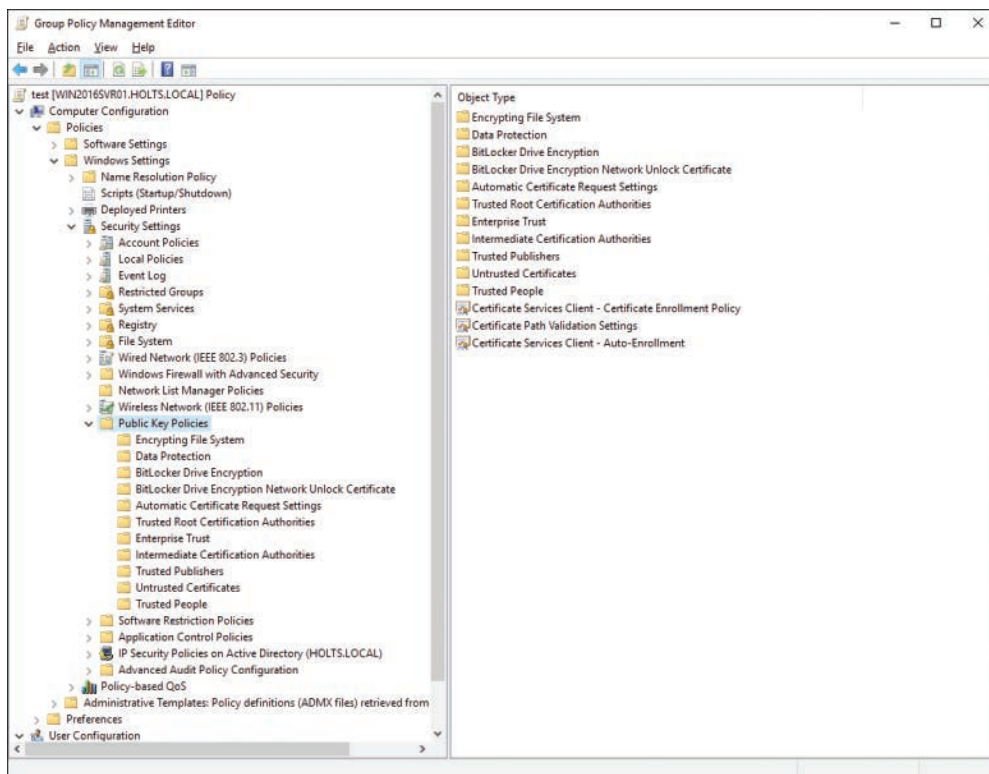 Group Policy Management Editor
File Action View Help
test [WIN2016SVR01.HOLTS.LOCAL] Policy
Computer Configuration
Policies
Software Settings
Windows Settings
Name Resolution Policy
Scripts (Startup/Shutdown)
Deployed Printers
Security Settings
Account Policies
Local Policies
Event Log
Restricted Groups
System Services
Registry
File System
Wired Network (IEEE 802.3) Policies
Windows Firewall with Advanced Security
Network List Manager Policies
Wireless Network (IEEE 802.11) Policies
Public Key Policies
Encrypting File System
Data Protection
BitLocker Drive Encryption
BitLocker Drive Encryption Network Unlock Certificate
Automatic Certificate Request Settings
Trusted Root Certification Authorities
Enterprise Trust
Intermediate Certification Authorities
Trusted Publishers
Untrusted Certificates
Trusted People
Software Restriction Policies
Application Control Policies
IP Security Policies on Active Directory (HOLTS.LOCAL)
Advanced Audit Policy Configuration
Policy-based QoS
Administrative Templates: Policy definitions (ADMX files) retrieved from
Preferences
User Configuration
Object Type
Encrypting File System
Data Protection
BitLocker Drive Encryption
BitLocker Drive Encryption Network Unlock Certificate
Automatic Certificate Request Settings
Trusted Root Certification Authorities
Enterprise Trust
Intermediate Certification Authorities
Trusted Publishers
Untrusted Certificates
Trusted People
Certificate Services Client - Certificate Enrollment Policy
Certificate Path Validation Settings
Certificate Services Client - Auto-Enrollment